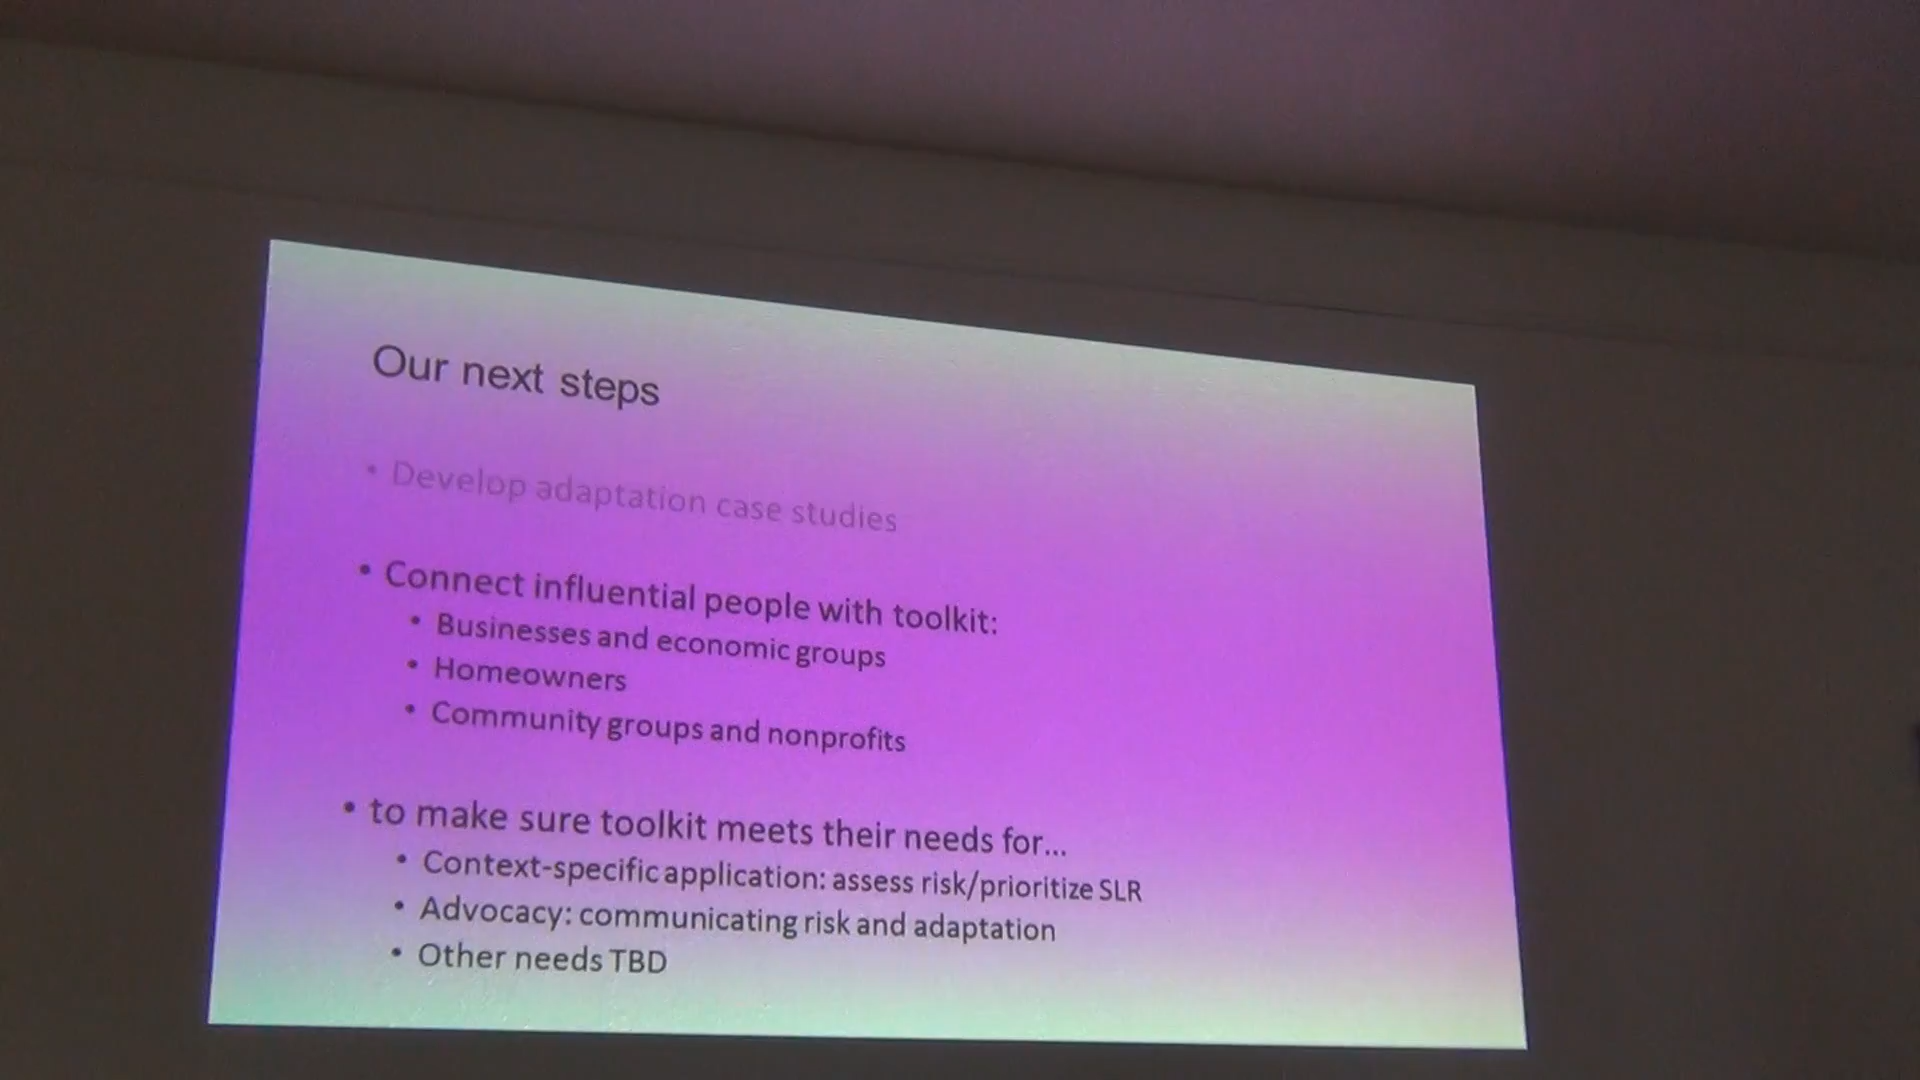 Our next steps
• Develop adaptation case studies
• Connect influential people with toolkit:
• Businesses and economic groups
• Homeowners
• Community groups and nonprofits
• to make sure toolkit meets their needs for...
• Context-specific application: assess risk/prioritize SLR
• Advocacy: communicating risk and adaptation
• Other needs TBD